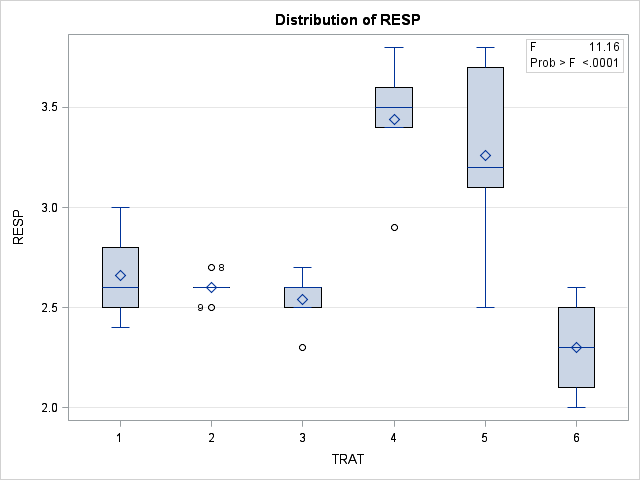 Distribution of RESP
F 11.16
Prob > F <.0001
3.5
3.0
2.5
2.0
RESP
8
9
1 2 3 4 5 6
TRAT